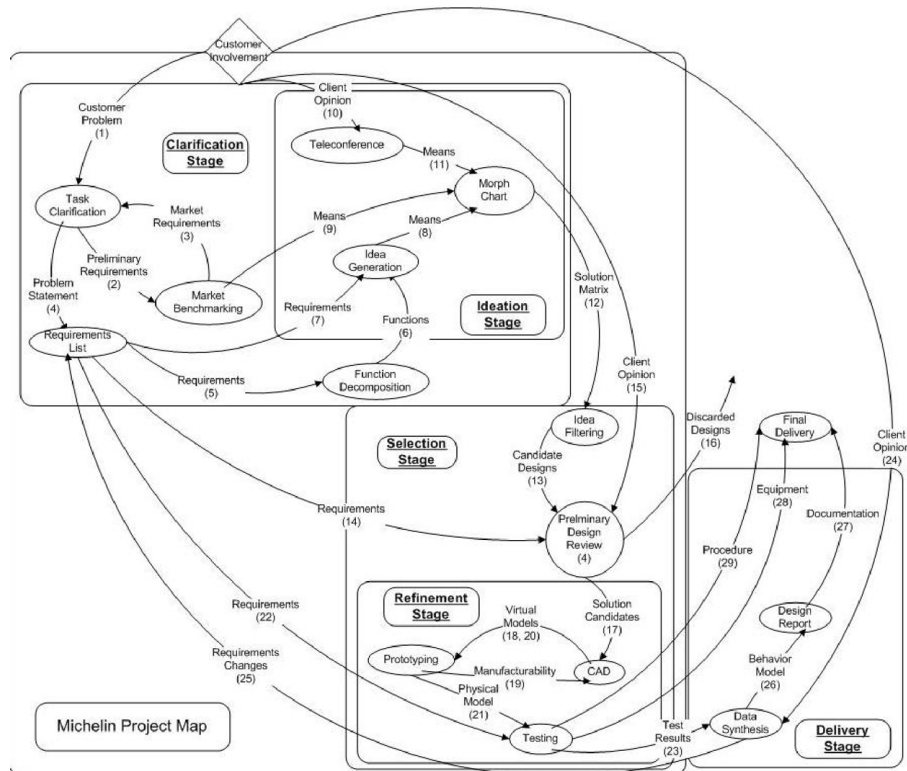 Customer
Involvement
Customer
Problem
(1)
Clarification
Stage
Client
Opinion
(10)
Teleconference
Means
(11)
Morph
Chart
Task
Clarification
Market
Requirements
(3)
Means
(9)
Means
(8)
Preliminary
Requirements
(2)
Idea
Generation
Problem
Statement
(4)
Market
Benchmarking
Requirements
(7)
Functions
(6)
Ideation
Stage
Solution
Matrix
(12)
Requirements
List
Requirements
(5)
Function
Decomposition
Client
Opinion
(15)
Selection
Stage
Idea
Filtering
Candidate
Designs
(13)
Discarded
Designs
(16)
Final
Delivery
Client
Opinion
(24)
Requirements
(14)
Prelminary
Design
Review
(4)
Equipment
(28)
Documentation
(27)
Procedure
(29)
Refinement
Stage
Virtual
Models
(18, 20)
Solution
Candidates
(17)
Requirements
(22)
Design
Report
Requirements
Changes
(25)
Prototyping
Manufacturability
(19)
CAD
Behavior
Model
(26)
Physical
Model
(21)
Michelin Project Map
Testing
Test
Results
(23)
Data
Synthesis
Delivery
Stage